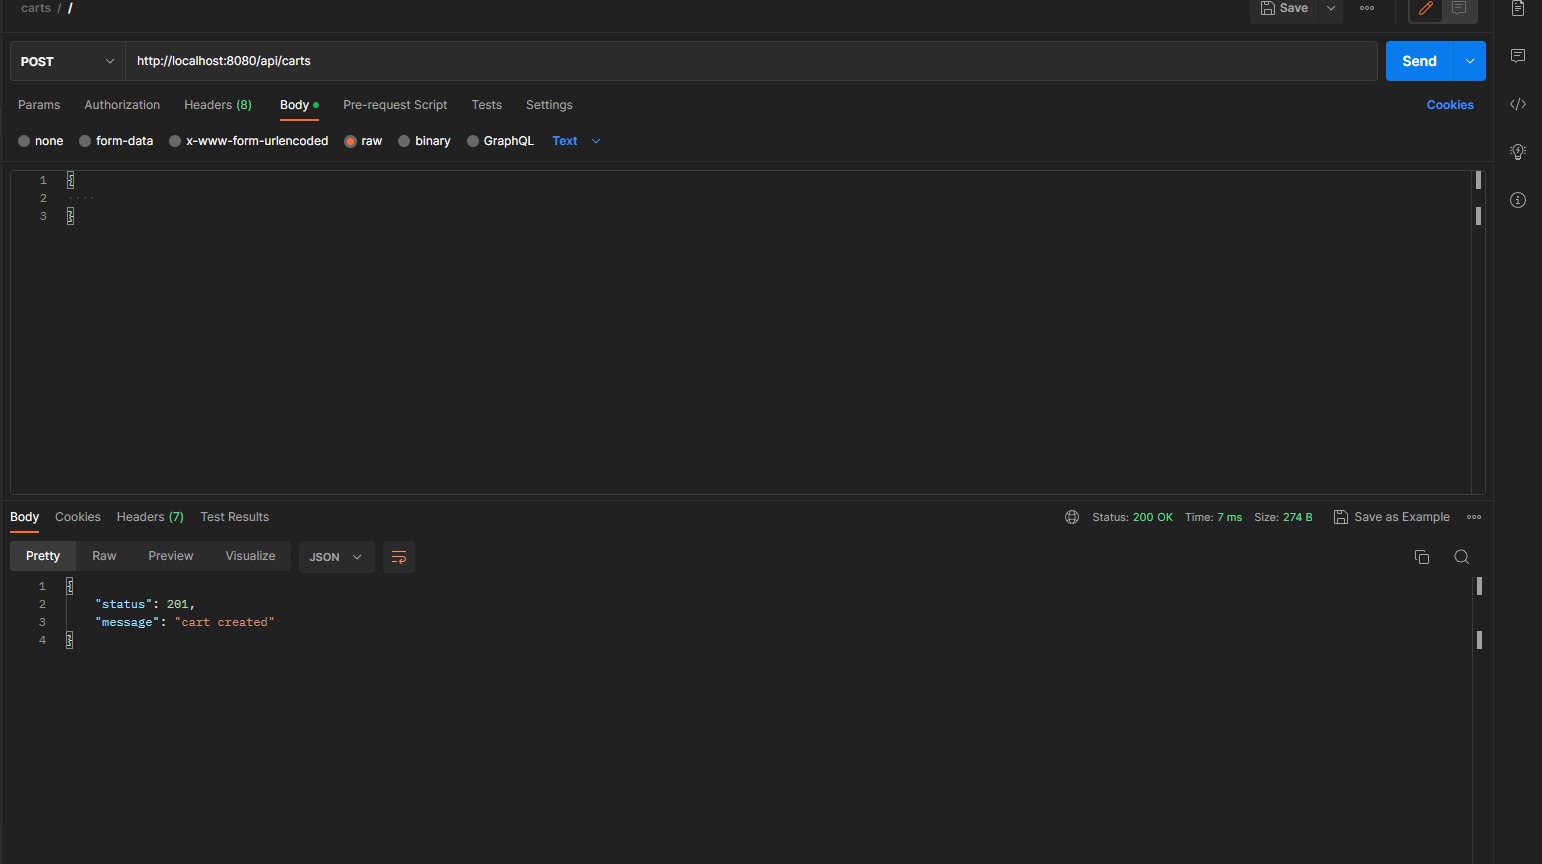 carts / /
Save
POST
http://localhost:8080/api/carts
Send
Params Authorization Headers (8) Body Pre-request Script Tests Settings Cookies
none form-data x-www-form-urlencoded raw binary GraphQL Text
1 {
2 ····
3 }
Body Cookies Headers (7) Test Results Status: 200 OK Time: 7 ms Size: 274 B Save as Example
Pretty Raw Preview Visualize JSON
1 {
2 "status": 201,
3 "message": "cart created"
4 }